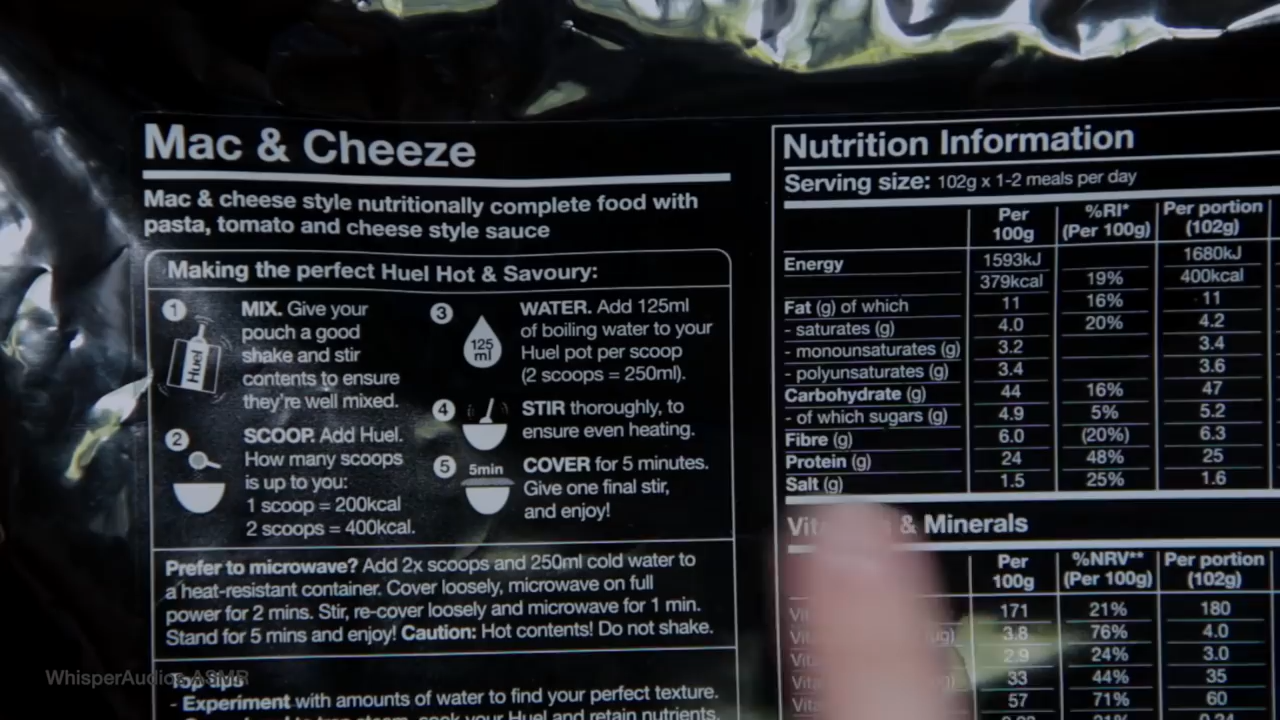 Mac & Cheeze
Mac & cheese style nutritionally complete food with
pasta, tomato and cheese style sauce
Making the perfect Huel Hot & Savoury:
1
MIX. Give your
pouch a good
shake and stir
contents to ensure
they're well mixed.
Huel
2
SCOOP. Add Huel.
How many scoops
is up to you:
1 scoop = 200kcal
2 scoops = 400kcal.
3
125
ml
WATER. Add 125ml
of boiling water to your
Huel pot per scoop
(2 scoops = 250ml).
4
STIR thoroughly, to
ensure even heating.
5
5min
COVER for 5 minutes.
Give one final stir,
and enjoy!
Prefer to microwave? Add 2x scoops and 250ml cold water to
a heat-resistant container. Cover loosely, microwave on full
power for 2 mins. Stir, re-cover loosely and microwave for 1 min.
Stand for 5 mins and enjoy! Caution: Hot contents! Do not shake.
Top tips
- Experiment with amounts of water to find your perfect texture.
your Huel and retain nutrients.
Nutrition Information
Serving size: 102g x 1-2 meals per day
Per 100g %RI* (Per 100g) Per portion (102g)
Energy 1593kJ 1680kJ
379kcal 19% 400kcal
Fat (g) of which 11 16% 11
- saturates (g) 4.0 20% 4.2
- monounsaturates (g) 3.2 3.4
- polyunsaturates (g) 3.4 3.6
Carbohydrate (g) 44 16% 47
- of which sugars (g) 4.9 5% 5.2
Fibre (g) 6.0 (20%) 6.3
Protein (g) 24 48% 25
Salt (g) 1.5 25% 1.6
& Minerals
Per 100g %NRV** (Per 100g) Per portion (102g)
171 21% 180
3.8 76% 4.0
2.9 24% 3.0
33 44% 35
57 71% 60
WhisperAudios ASMR